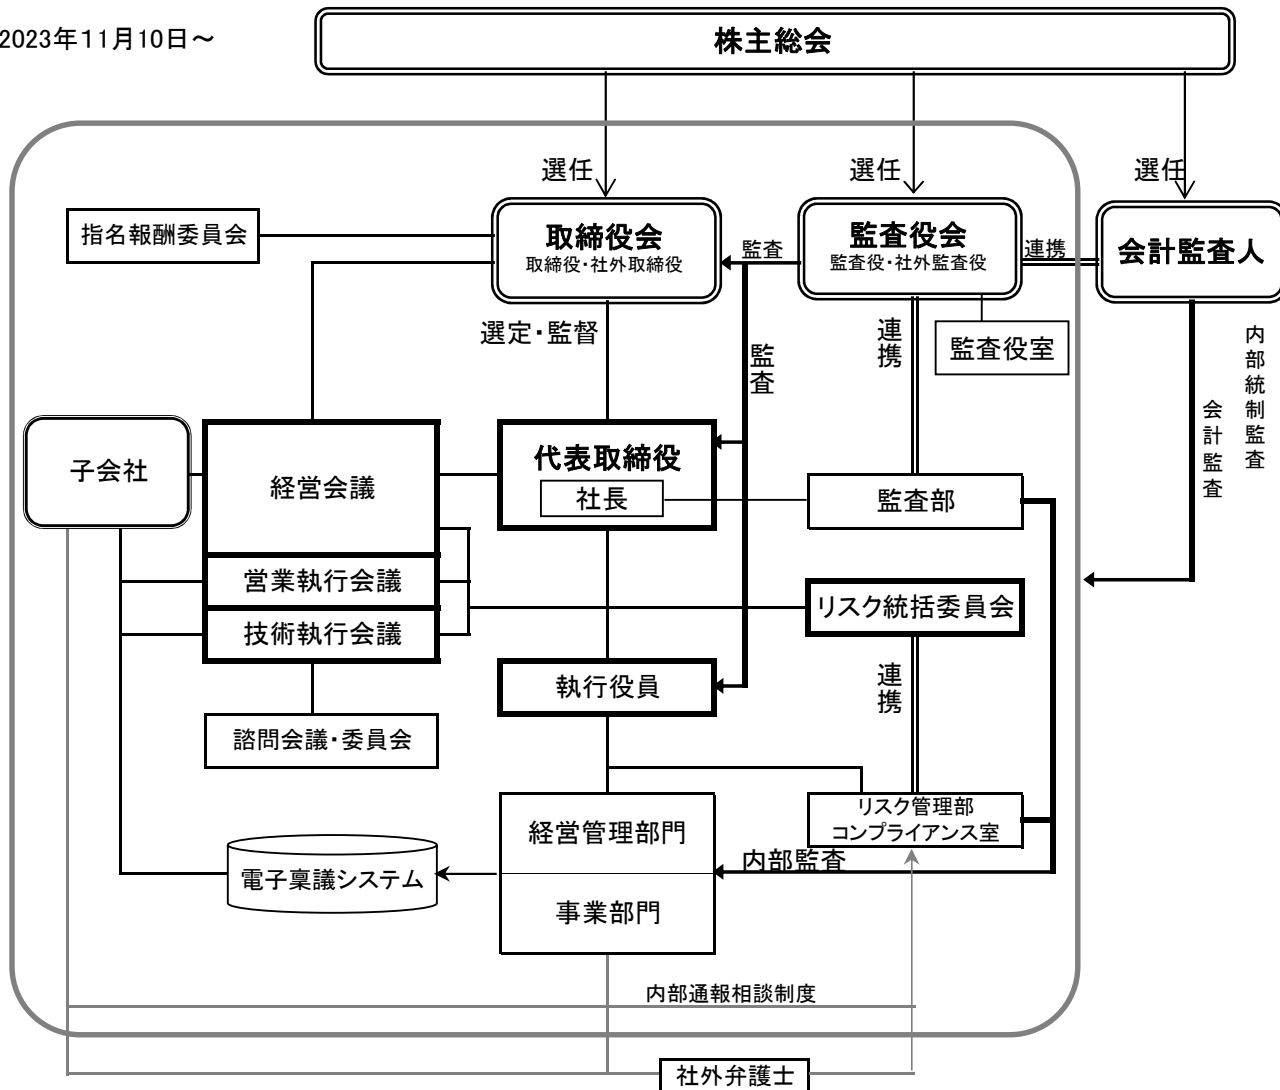 2023年11月10日～
株主総会
選任
選任
選任
指名報酬委員会
取締役会
取締役・社外取締役
監査
監査役会
監査役・社外監査役
連携
会計監査人
選定・監督
監査
連携
監査役室
内部統制監査
会計監査
子会社
経営会議
代表取締役
社長
監査部
営業執行会議
技術執行会議
リスク統括委員会
執行役員
連携
諮問会議・委員会
経営管理部門
リスク管理部
コンプライアンス室
内部監査
電子稟議システム
事業部門
内部通報相談制度
社外弁護士